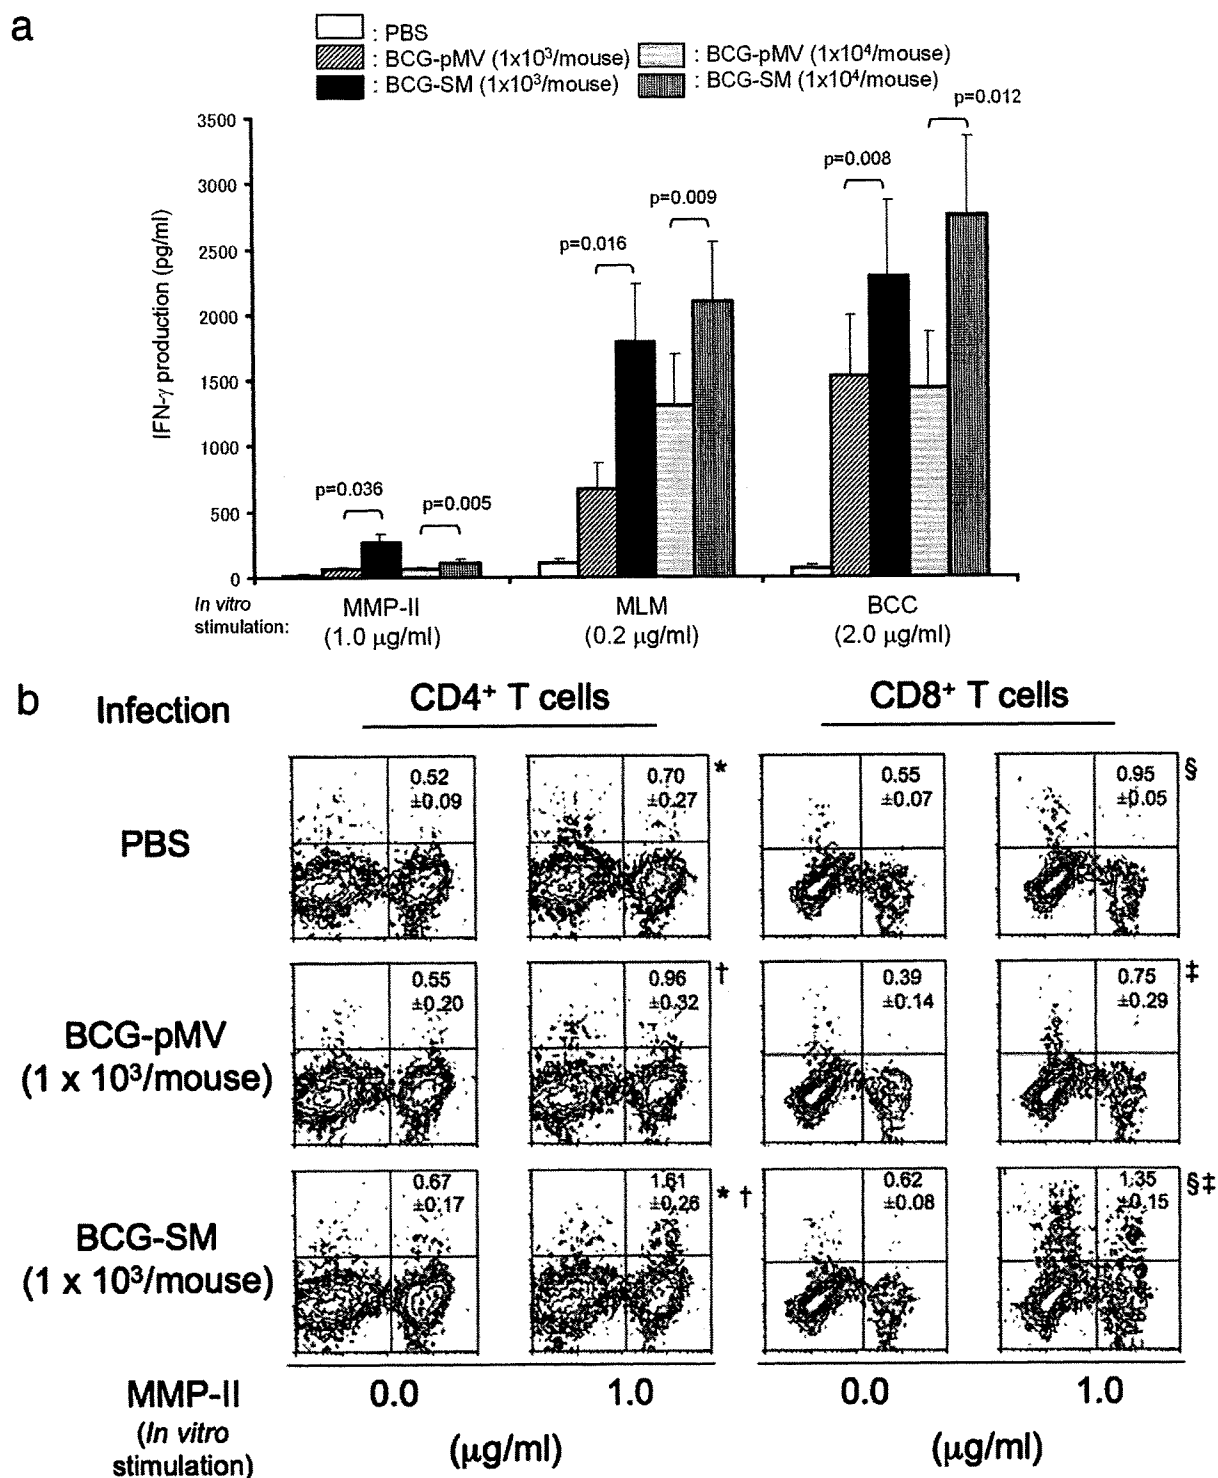 a
: PBS
: BCG-pMV (1x10³/mouse) : BCG-pMV (1x10⁴/mouse)
: BCG-SM (1x10³/mouse) : BCG-SM (1x10⁴/mouse)
p=0.012
p=0.008
p=0.009
p=0.016
p=0.036
p=0.005
IFN-γ production (pg/ml)
3500
3000
2500
2000
1500
1000
500
0
In vitro
stimulation:
MMP-II MLM BCC
(1.0 μg/ml) (0.2 μg/ml) (2.0 μg/ml)
b Infection CD4⁺ T cells CD8⁺ T cells
PBS
0.52 0.70 * 0.55 0.95 §
±0.09 ±0.27 ±0.07 ±0.05
BCG-pMV
(1 x 10³/mouse)
0.55 0.96 † 0.39 0.75 ‡
±0.20 ±0.32 ±0.14 ±0.29
BCG-SM
(1 x 10³/mouse)
0.67 1.61 * † 0.62 1.35 §‡
±0.17 ±0.26 ±0.08 ±0.15
MMP-II 0.0 1.0 0.0 1.0
(In vitro
stimulation)
(μg/ml) (μg/ml)